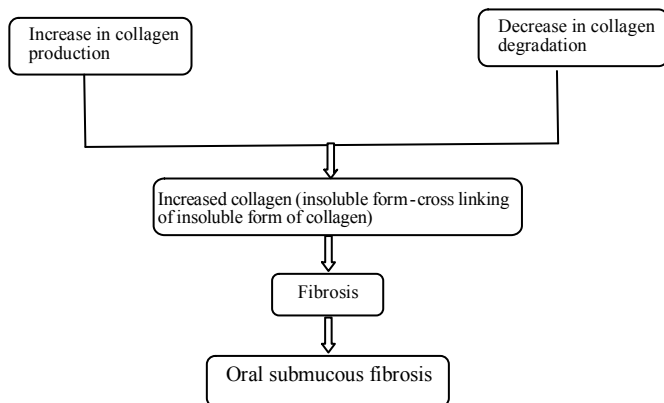 Increase in collagen
production
Decrease in collagen
degradation
Increased collagen (insoluble form-cross linking
of insoluble form of collagen)
Fibrosis
Oral submucous fibrosis